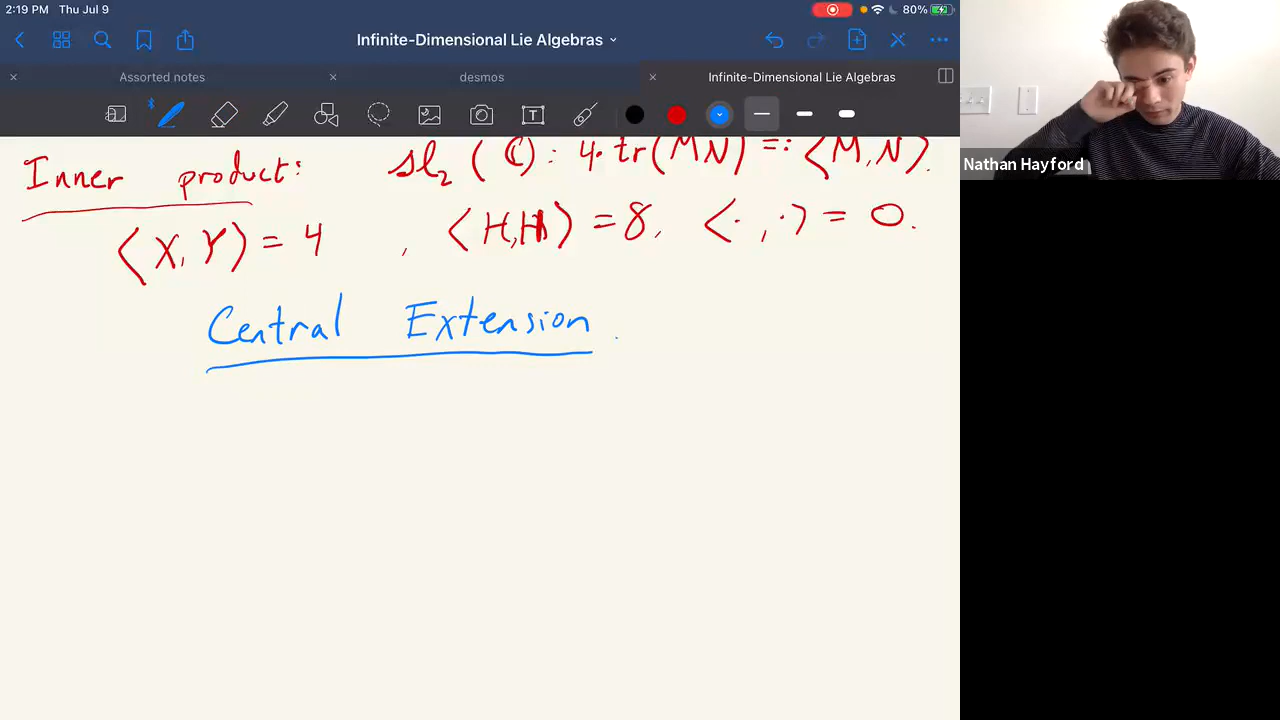 2:19 PM Thu Jul 9
80%
Infinite-Dimensional Lie Algebras
Assorted notes
desmos
Infinite-Dimensional Lie Algebras
Inner product: sl₂(ℂ): 4·tr(MN) =: ⟨M,N⟩.
⟨X,Y⟩ = 4, ⟨H,H⟩ = 8, ⟨·,·⟩ = 0.
Central Extension.
Nathan Hayford